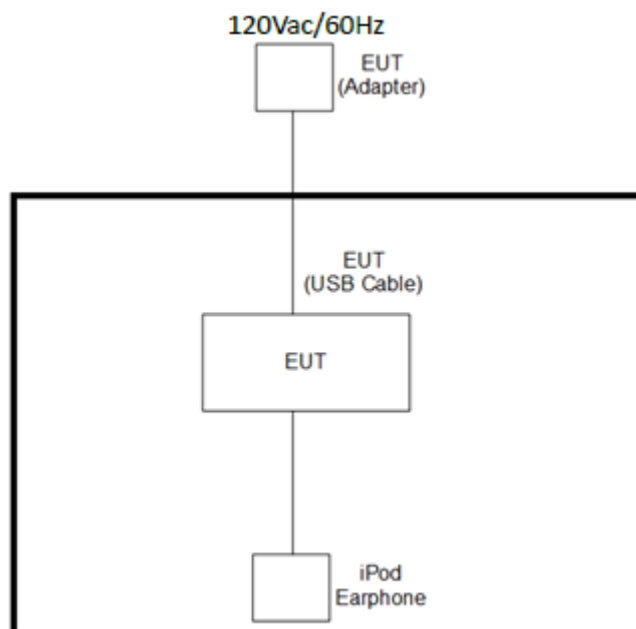 120Vac/60Hz
EUT
(Adapter)
EUT
(USB Cable)
EUT
iPod
Earphone